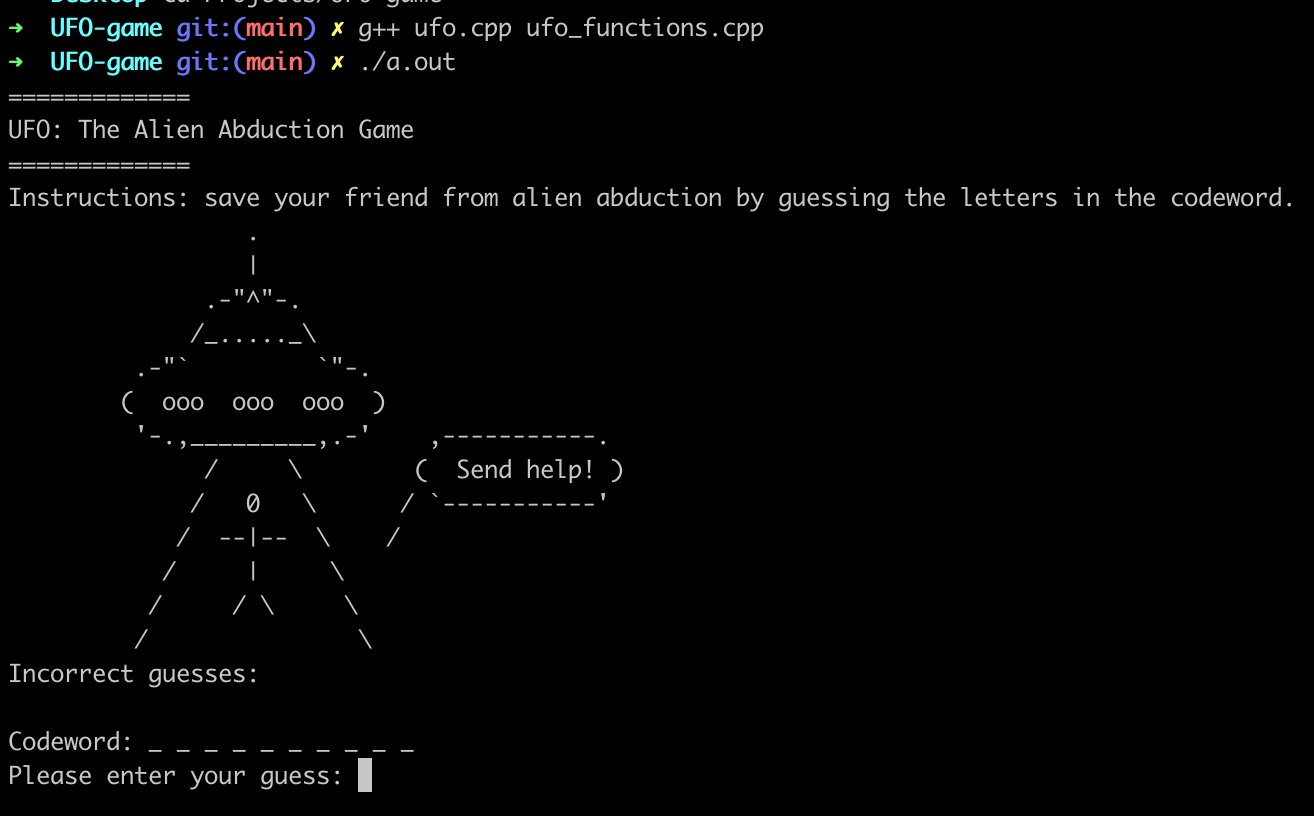 ➜  UFO-game git:(main) ✗ g++ ufo.cpp ufo_functions.cpp
➜  UFO-game git:(main) ✗ ./a.out
=============
UFO: The Alien Abduction Game
=============
Instructions: save your friend from alien abduction by guessing the letters in the codeword.
                 .
                 |
              .-"^"-.
             /_....._\
         .-"`         `"-.
        (  ooo  ooo  ooo  )
         '-.,_________,.-'    ,-----------.
              /     \        (  Send help! )
             /   0   \      / `-----------'
            /  --|--  \    /
           /     |     \
          /     / \     \
         /               \
Incorrect guesses:

Codeword: _ _ _ _ _ _ _ _ _ _
Please enter your guess: